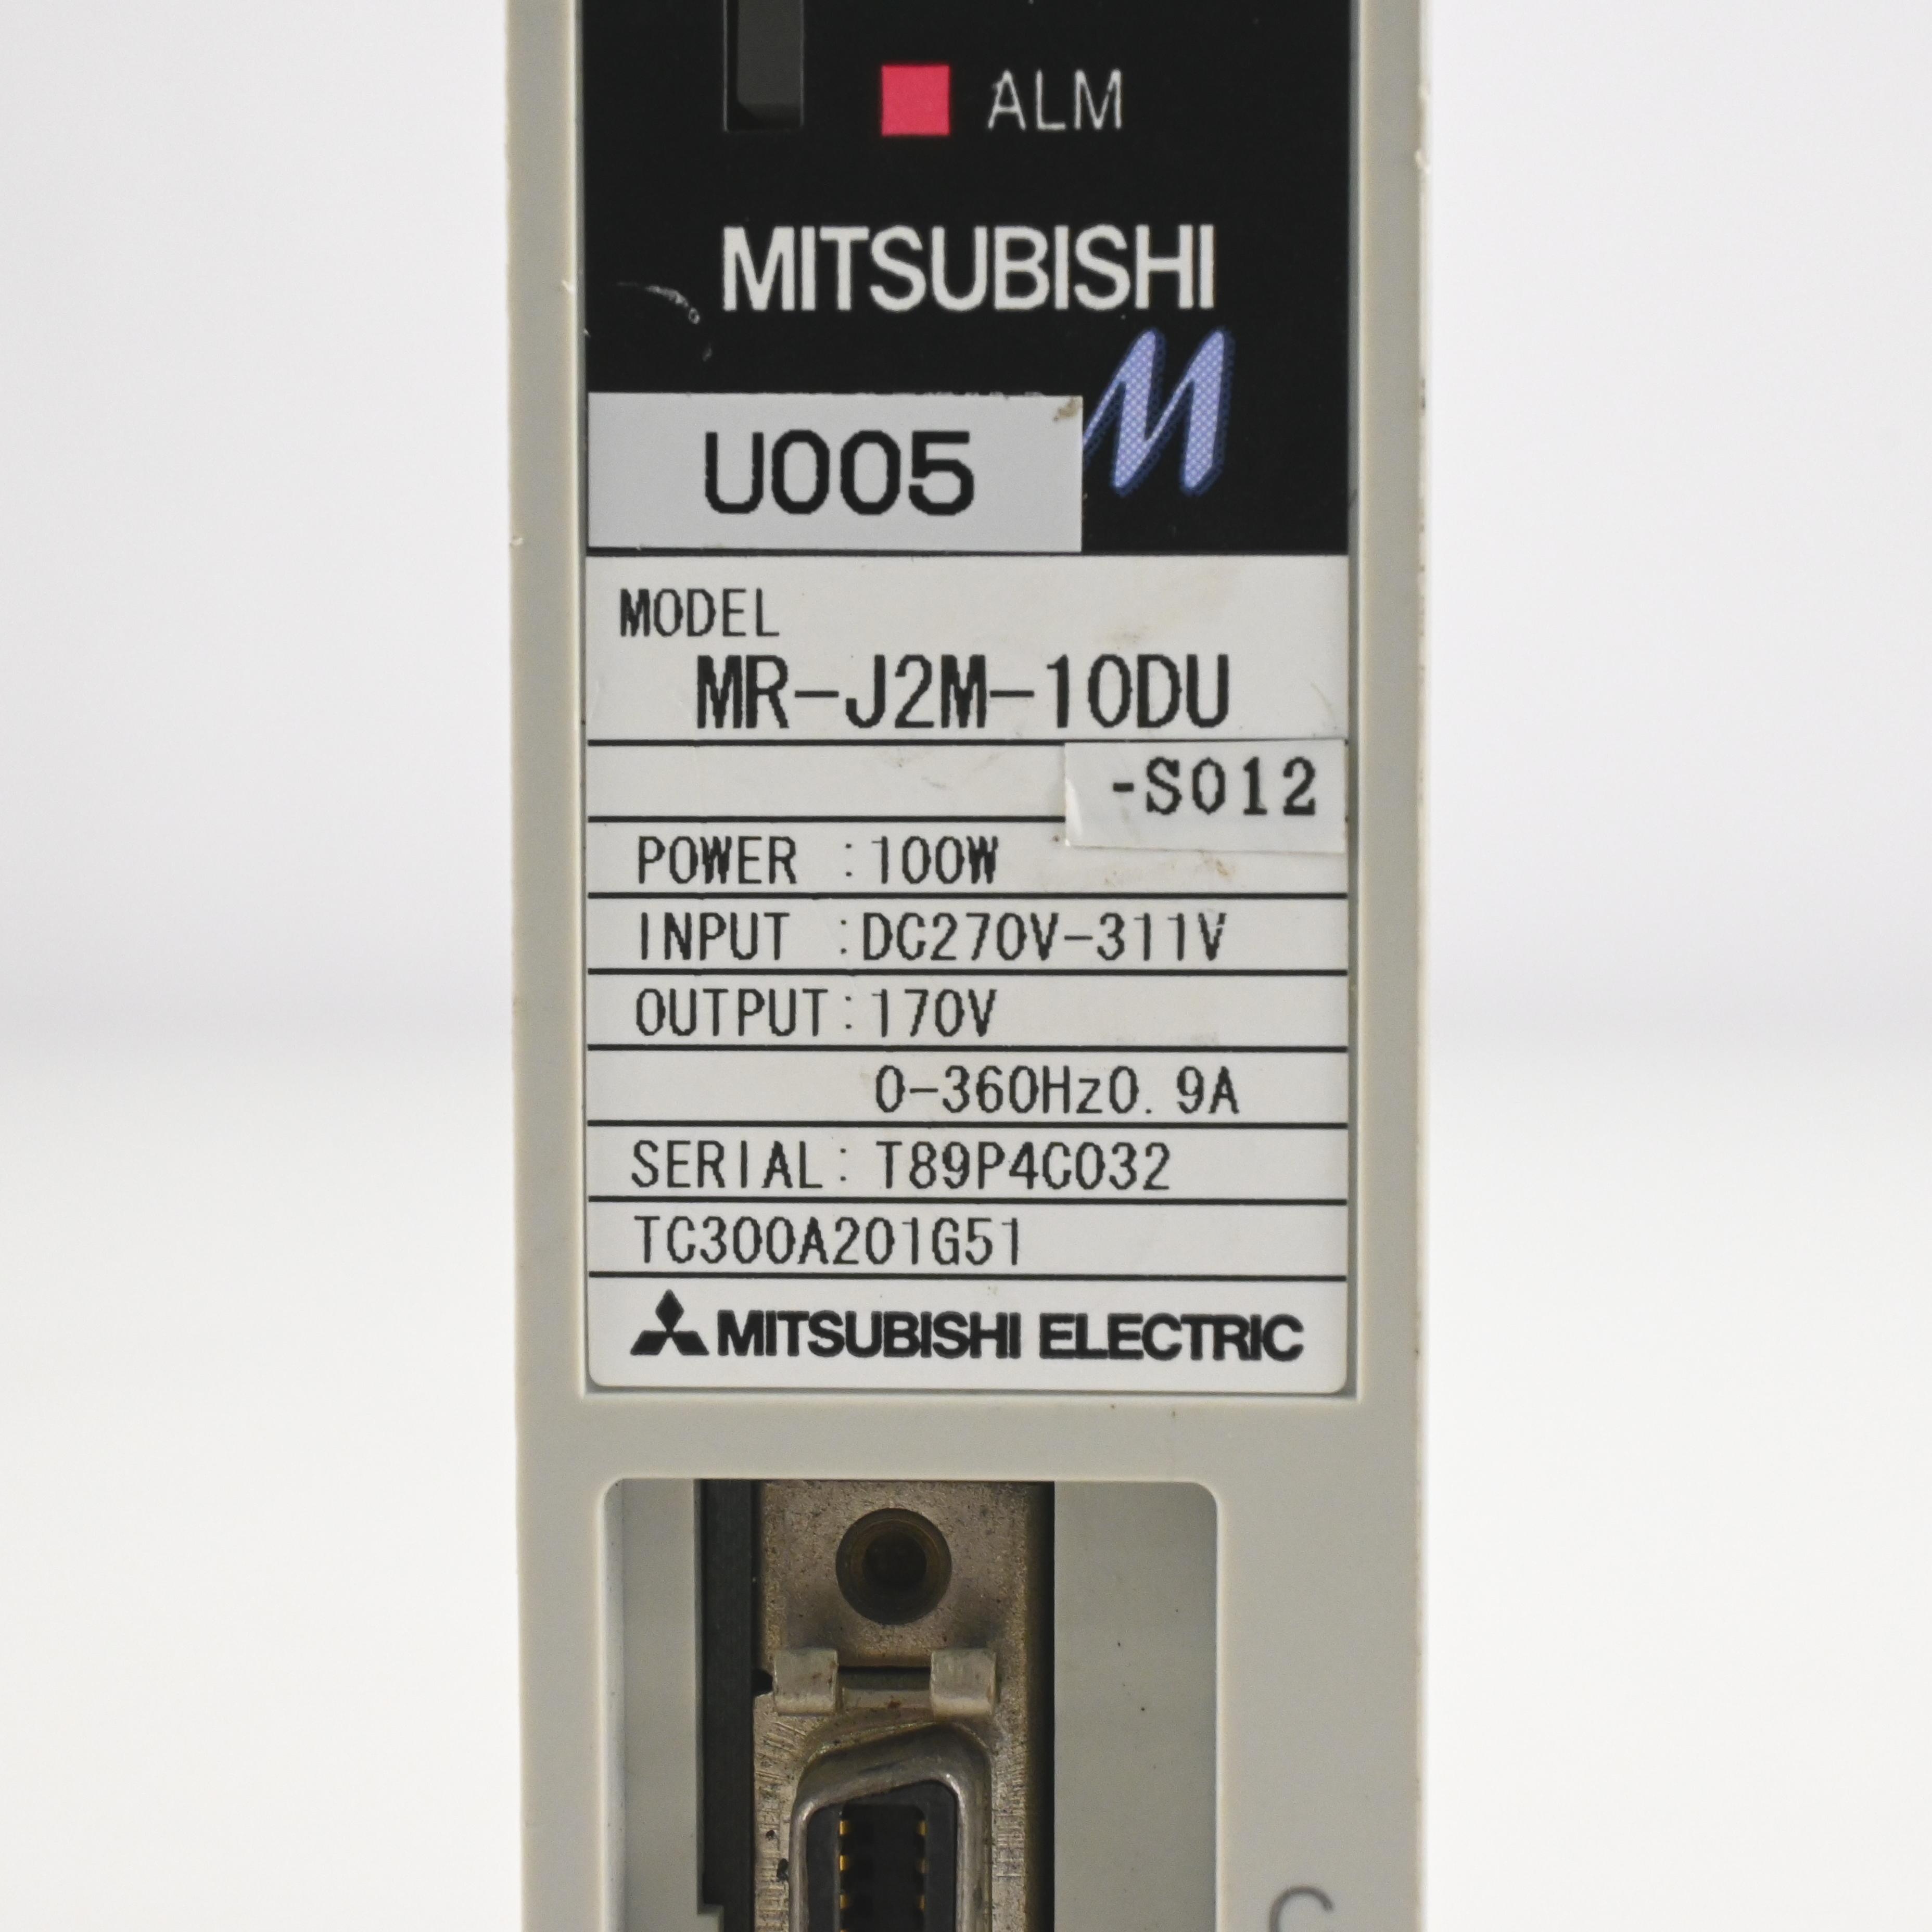 ALM
MITSUBISHI
M
U005
MODEL
MR-J2M-10DU
-S012
POWER :100W
INPUT :DC270V-311V
OUTPUT:170V
0-360Hz0.9A
SERIAL: T89P4C032
TC300A201G51
MITSUBISHI ELECTRIC
C